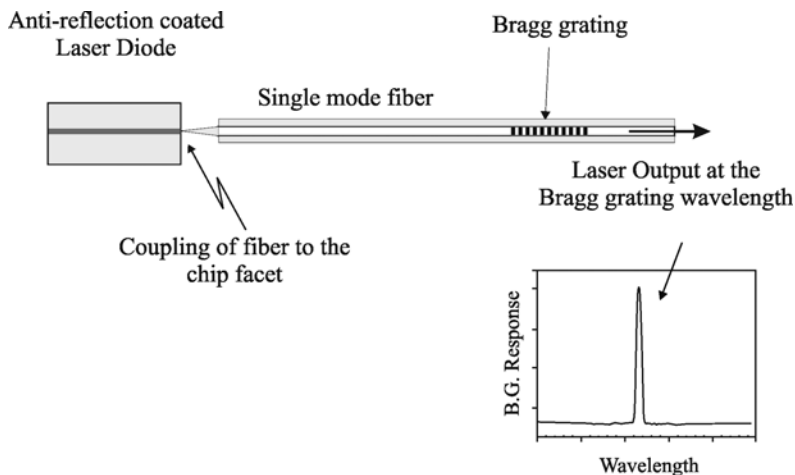 Anti-reflection coated
Laser Diode
Bragg grating
Single mode fiber
Laser Output at the
Bragg grating wavelength
Coupling of fiber to the
chip facet
B.G. Response
Wavelength